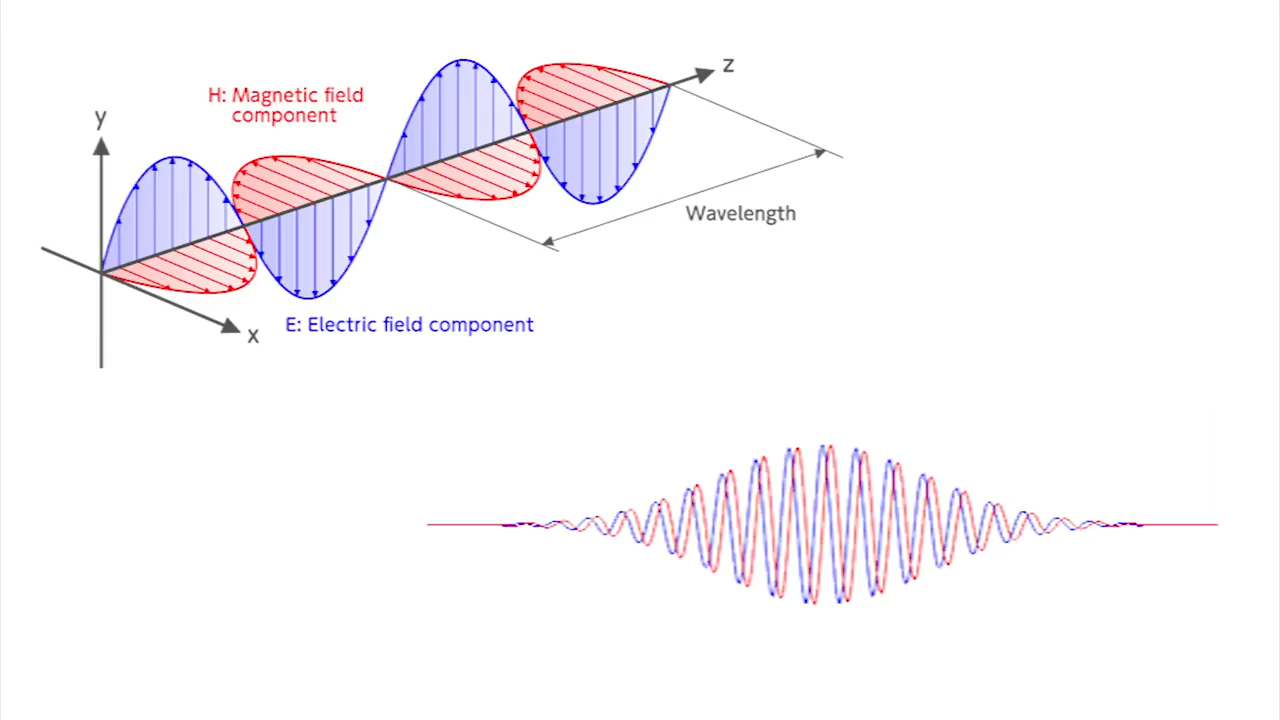 z
H: Magnetic field
component
y
Wavelength
E: Electric field component
x